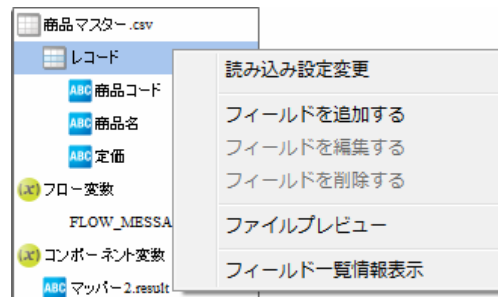 商品マスター.csv
レコード
ABC 商品コード
ABC 商品名
ABC 定価
(x) フロー変数
FLOW_MESSA
(x) コンポーネント変数
ABC マッパー2.result
読み込み設定変更
フィールドを追加する
フィールドを編集する
フィールドを削除する
ファイルプレビュー
フィールド一覧情報表示